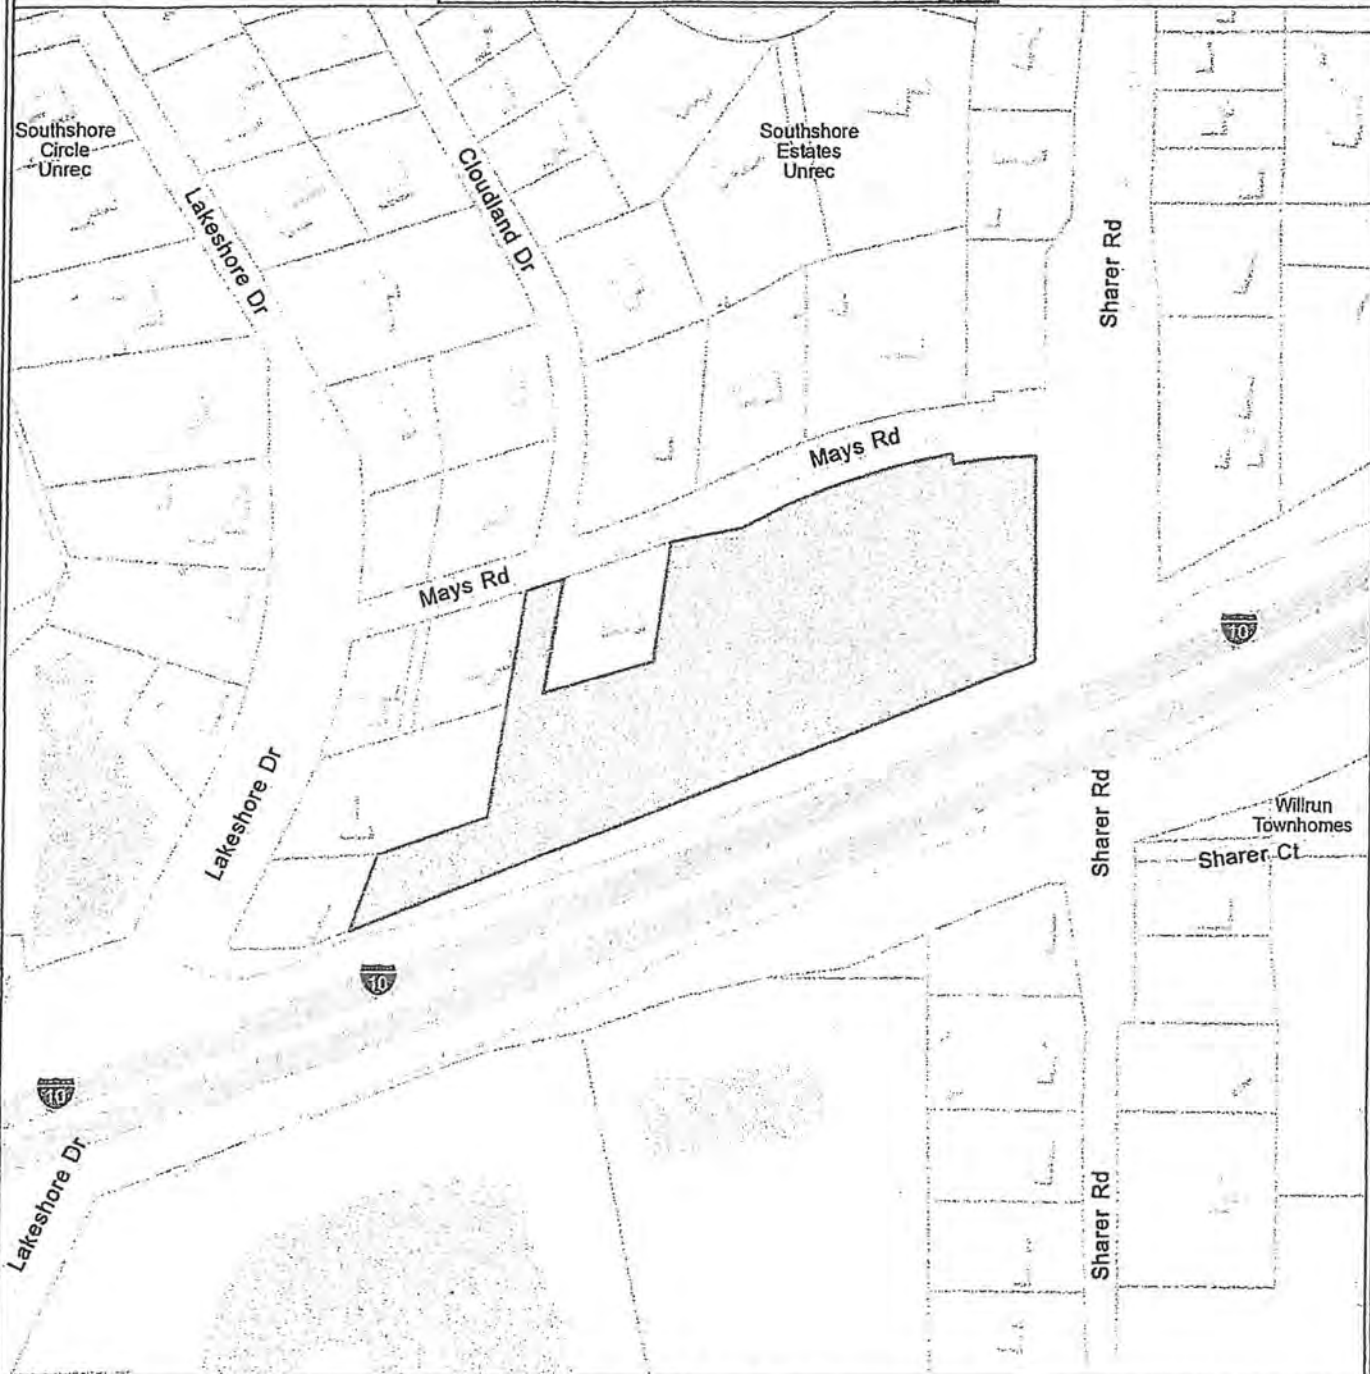 Southshore
Circle
Unrec
Lakeshore Dr
Cloudland Dr
Southshore
Estates
Unrec
Sharer Rd
Mays Rd
Mays Rd
10
Lakeshore Dr
Sharer Rd
Willrun
Townhomes
Sharer Ct
10
10
Lakeshore Dr
Sharer Rd